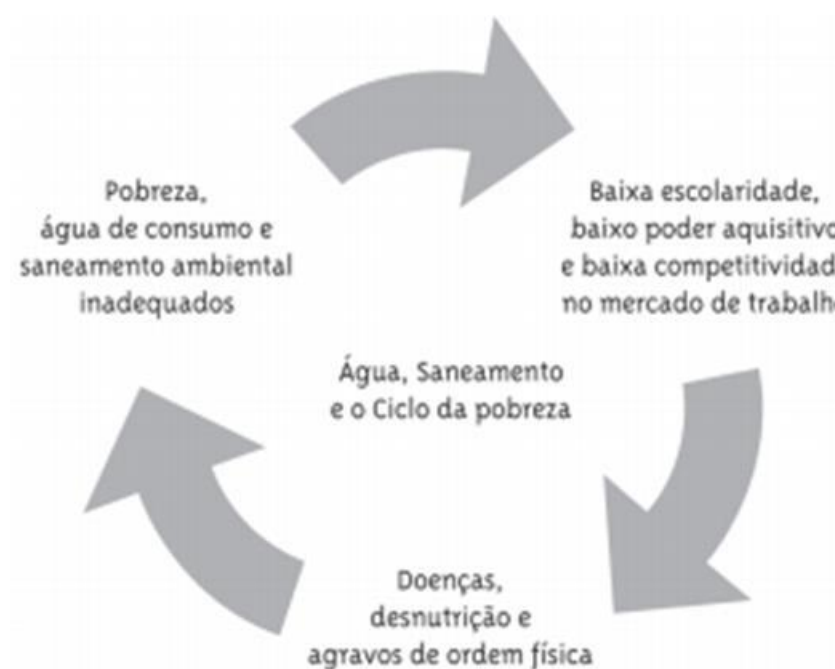 Pobreza,
água de consumo e
saneamento ambiental
inadequados
Baixa escolaridade,
baixo poder aquisitivo
e baixa competitividad
no mercado de trabalh
Água, Saneamento
e o Ciclo da pobreza
Doenças,
desnutrição e
agravos de ordem física